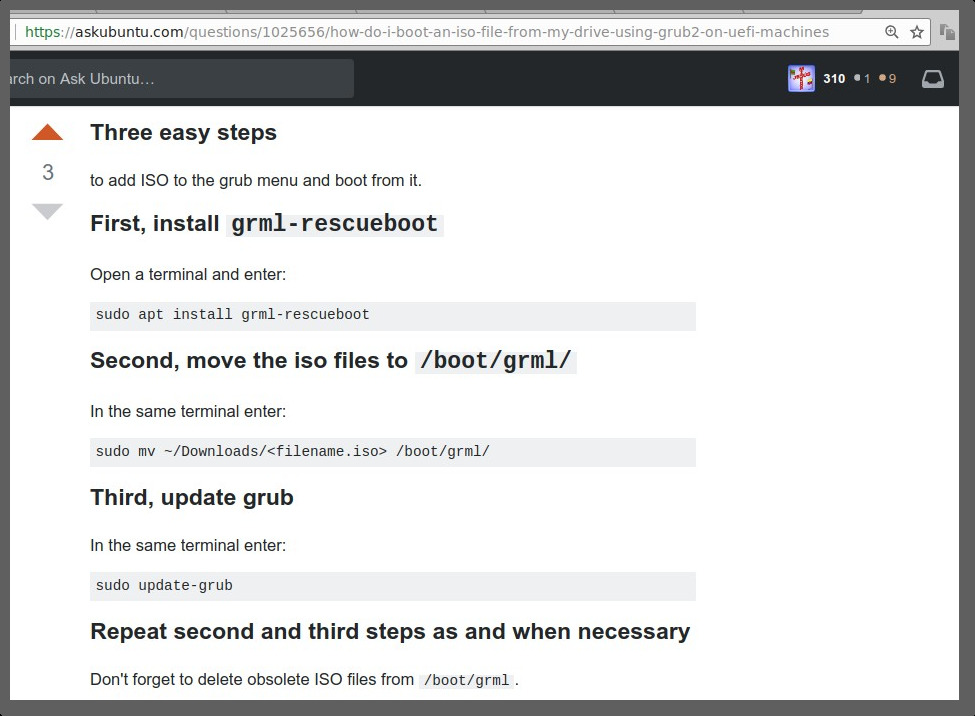 https://askubuntu.com/questions/1025656/how-do-i-boot-an-iso-file-from-my-drive-using-grub2-on-uefi-machines
rch on Ask Ubuntu…
310 1 9
Three easy steps
3
to add ISO to the grub menu and boot from it.
First, install grml-rescueboot
Open a terminal and enter:
sudo apt install grml-rescueboot
Second, move the iso files to /boot/grml/
In the same terminal enter:
sudo mv ~/Downloads/<filename.iso> /boot/grml/
Third, update grub
In the same terminal enter:
sudo update-grub
Repeat second and third steps as and when necessary
Don't forget to delete obsolete ISO files from /boot/grml.